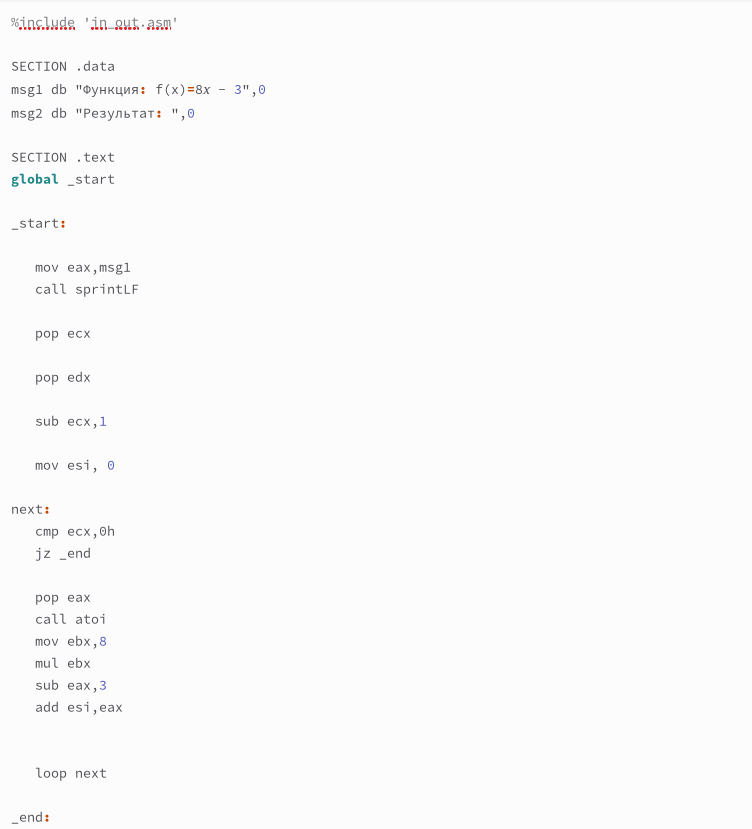 %include 'in_out.asm'
SECTION .data
msg1 db "Функция: f(x)=8x - 3",0
msg2 db "Результат: ",0
SECTION .text
global _start
_start:
mov eax,msg1
call sprintLF
pop ecx
pop edx
sub ecx,1
mov esi, 0
next:
cmp ecx,0h
jz _end
pop eax
call atoi
mov ebx,8
mul ebx
sub eax,3
add esi,eax
loop next
_end: